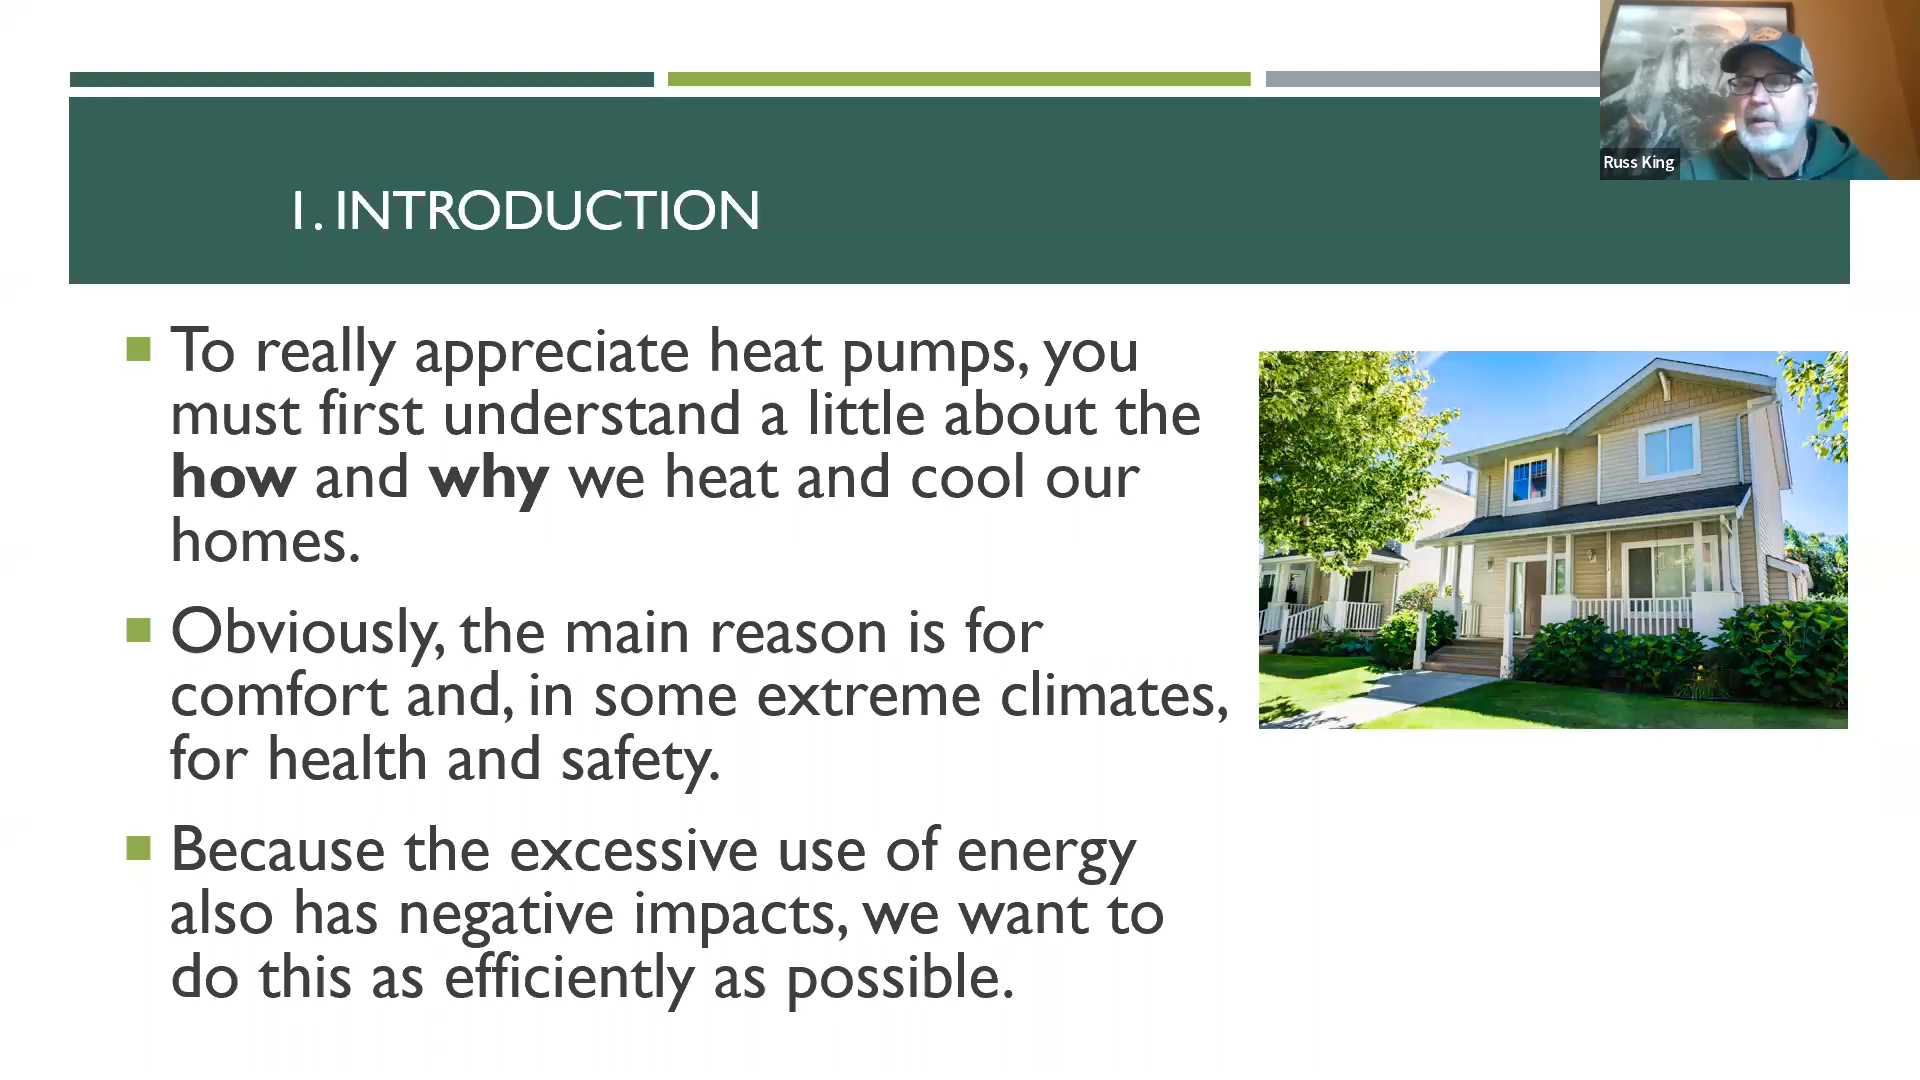 Russ King
1. INTRODUCTION
To really appreciate heat pumps, you
must first understand a little about the
how and why we heat and cool our
homes.
Obviously, the main reason is for
comfort and, in some extreme climates,
for health and safety.
Because the excessive use of energy
also has negative impacts, we want to
do this as efficiently as possible.